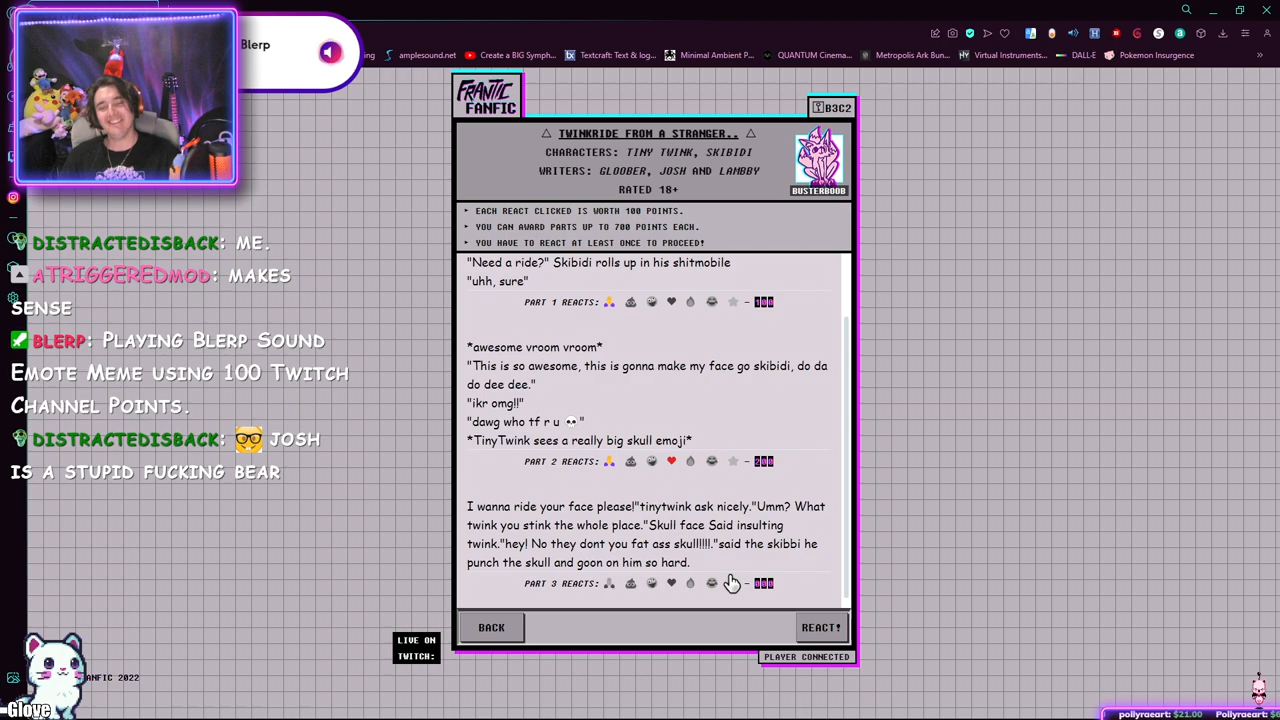 Blerp
ing
amplesound.net
Create a BIG Symph...
Textcraft: Text & log...
Minimal Ambient P...
QUANTUM Cinema...
Metropolis Ark Bun...
Virtual Instruments...
DALL-E
Pokemon Insurgence
FRANTIC
FANFIC
B3C2
△ TWINKRIDE FROM A STRANGER.. △
CHARACTERS: TINY TWINK, SKIBIDI
WRITERS: GLOOBER, JOSH AND LAMBBY
RATED 18+
BUSTERBOOB
‣ EACH REACT CLICKED IS WORTH 100 POINTS.
‣ YOU CAN AWARD PARTS UP TO 700 POINTS EACH.
‣ YOU HAVE TO REACT AT LEAST ONCE TO PROCEED!
"Need a ride?" Skibidi rolls up in his shitmobile
"uhh, sure"
PART 1 REACTS: – 100
*awesome vroom vroom*
"This is so awesome, this is gonna make my face go skibidi, do da
do dee dee."
"ikr omg!!"
"dawg who tf r u 💀 "
*TinyTwink sees a really big skull emoji*
PART 2 REACTS: – 200
I wanna ride your face please!"tinytwink ask nicely."Umm? What
twink you stink the whole place."Skull face Said insulting
twink."hey! No they dont you fat ass skull!!!!."said the skibbi he
punch the skull and goon on him so hard.
PART 3 REACTS: – 000
BACK
REACT!
LIVE ON
TWITCH:
PLAYER CONNECTED
DISTRACTEDISBACK: ME.
ATRIGGEREDMOD: MAKES
SENSE
BLERP: PLAYING BLERP SOUND
EMOTE MEME USING 100 TWITCH
CHANNEL POINTS.
DISTRACTEDISBACK: 🤓 JOSH
IS A STUPID FUCKING BEAR
ANFIC 2022
Glove
pollyraeart: $21.00 Pollyraeart: